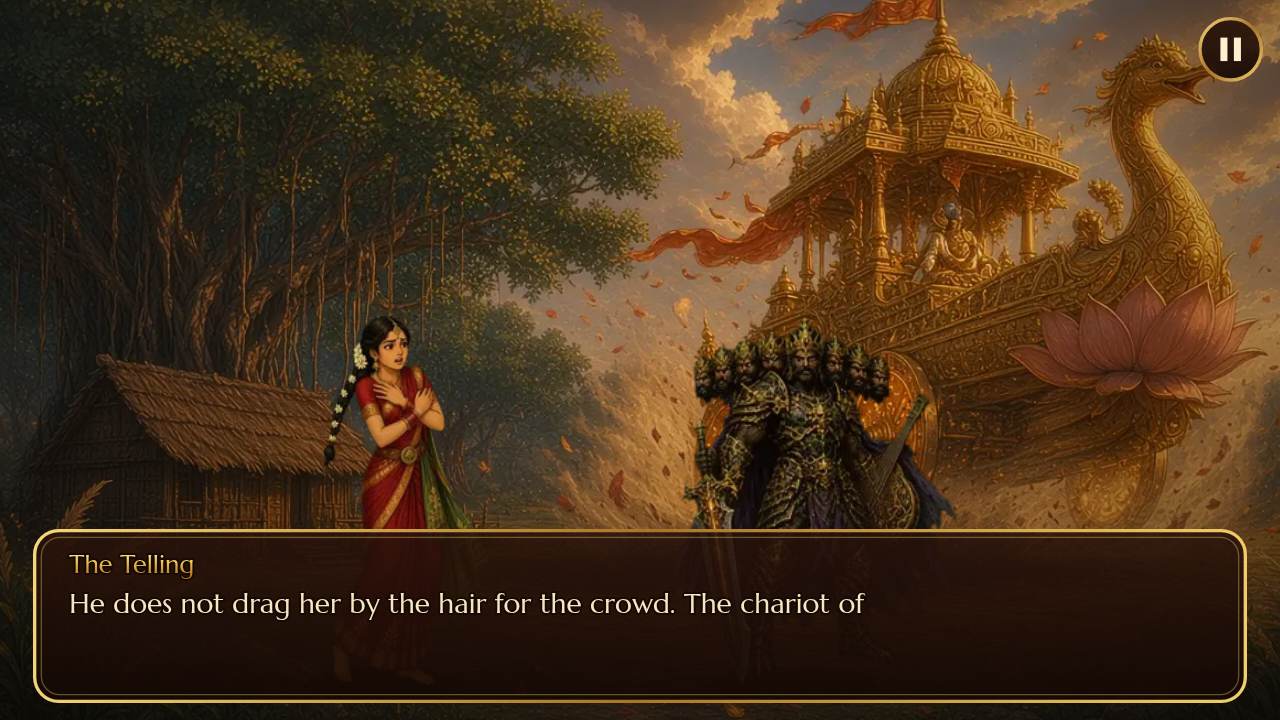 The Telling
He does not drag her by the hair for the crowd. The chariot of